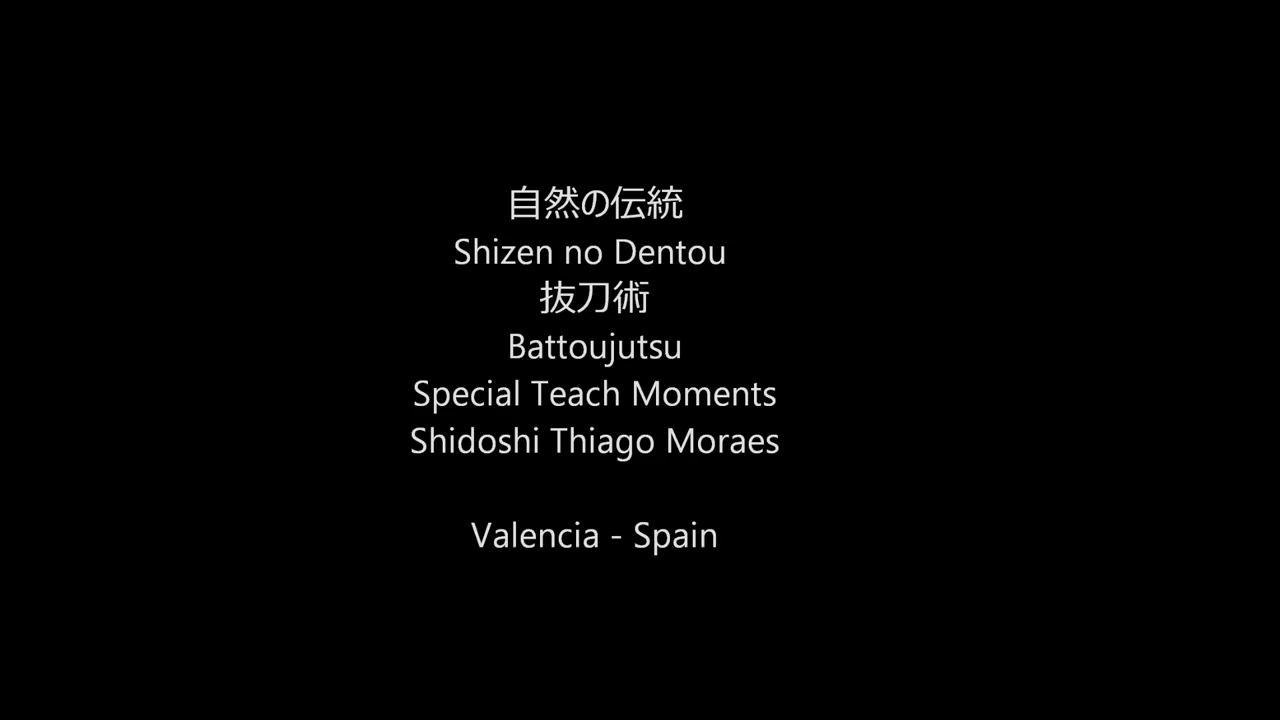 自然の伝統
Shizen no Dentou
抜刀術
Battoujutsu
Special Teach Moments
Shidoshi Thiago Moraes
Valencia - Spain